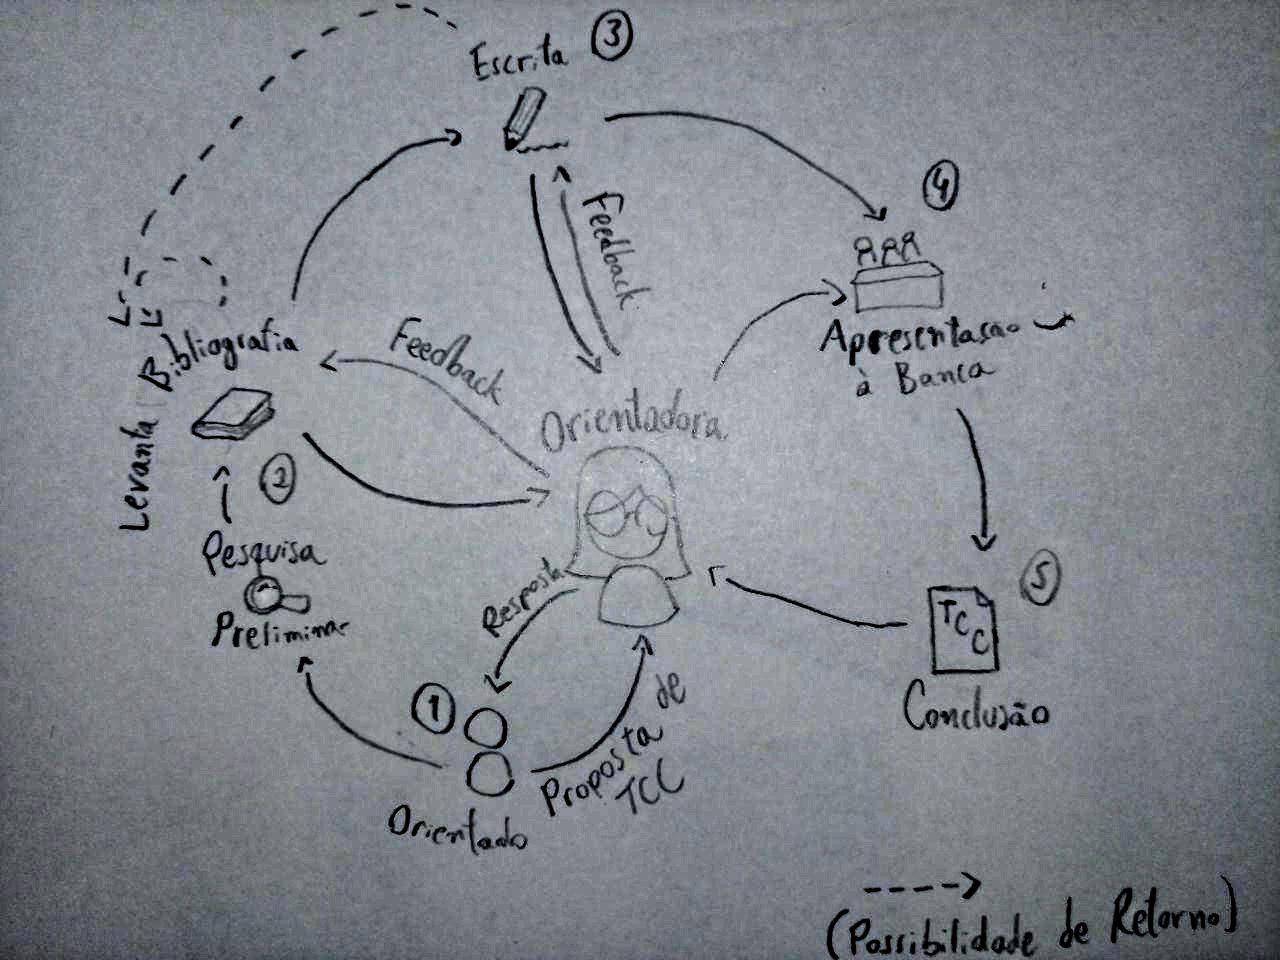 Escrita ③
④
Feedback
Levanta Bibliografia
Feedback
Apresentação
à Banca
Orientadora
②
Pesquisa
Preliminar
Resposta
⑤
TCC
Conclusão
①
Proposta de
TCC
Orientado
(Possibilidade de Retorno)